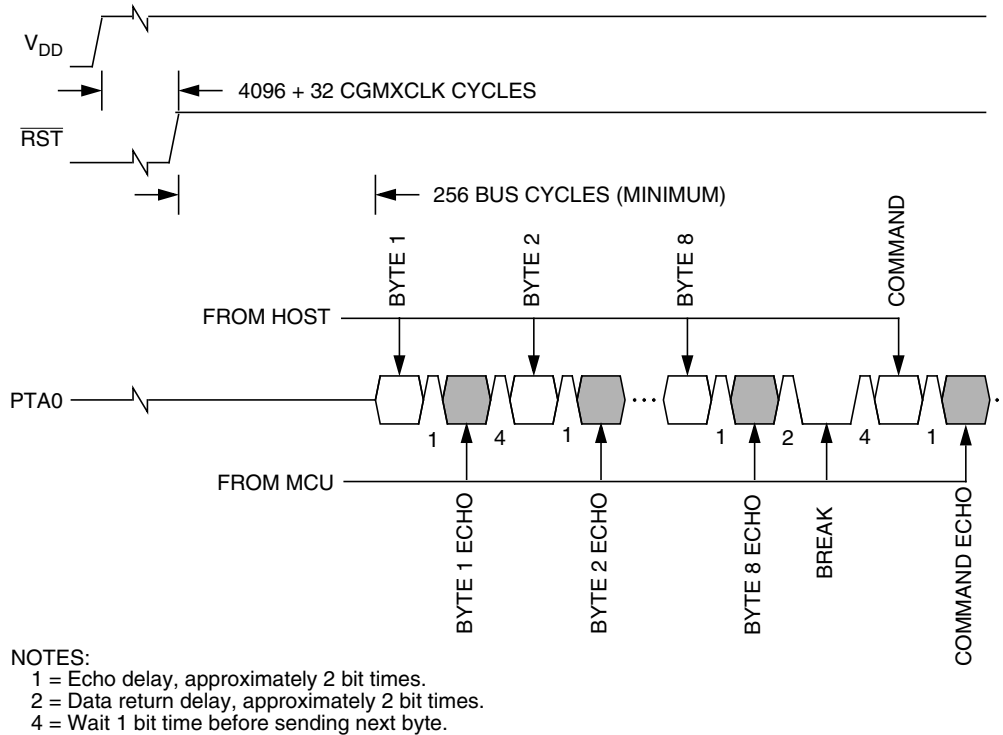 VDD
4096 + 32 CGMXCLK CYCLES
RST
256 BUS CYCLES (MINIMUM)
BYTE 1
BYTE 2
BYTE 8
COMMAND
FROM HOST
PTA0
1
4
1
1
2
4
1
FROM MCU
BYTE 1 ECHO
BYTE 2 ECHO
BYTE 8 ECHO
BREAK
COMMAND ECHO
NOTES:
1 = Echo delay, approximately 2 bit times.
2 = Data return delay, approximately 2 bit times.
4 = Wait 1 bit time before sending next byte.